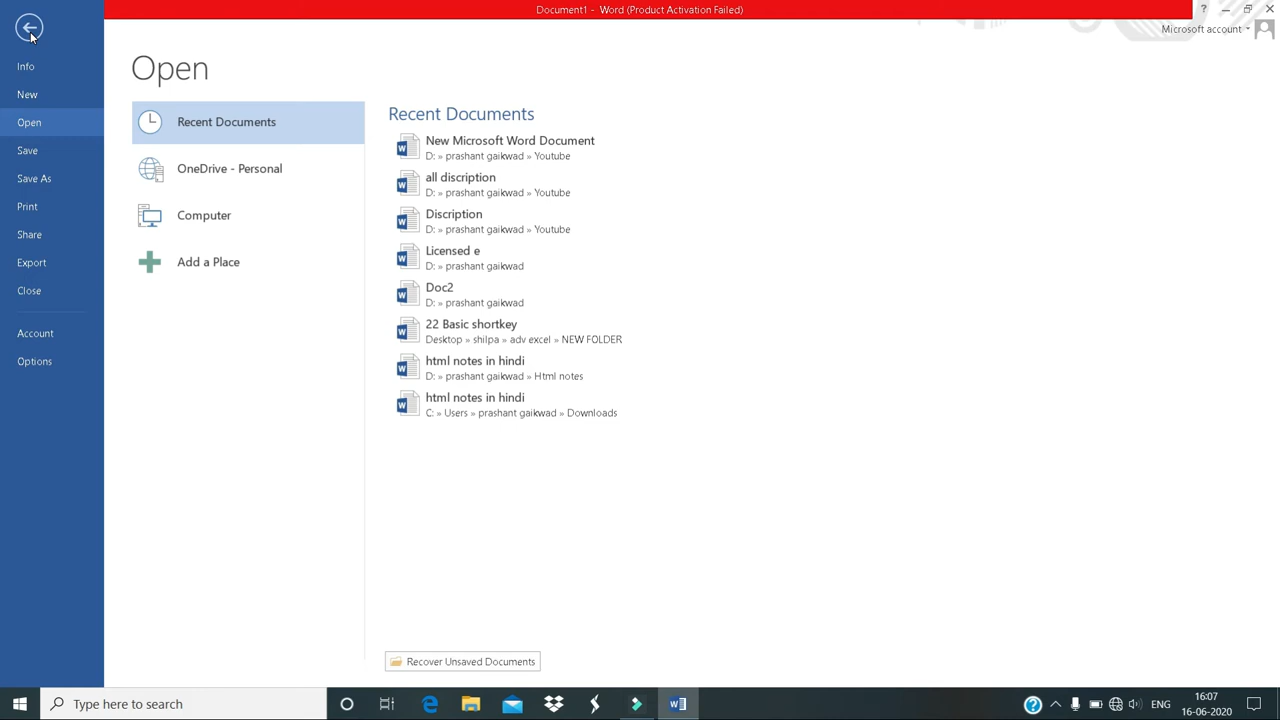 Document1 - Word (Product Activation Failed)
?
Microsoft account
Info
New
Open
Save
Save As
Print
Share
Export
Close
Account
Options
Open
Recent Documents
OneDrive - Personal
Computer
Add a Place
Recent Documents
New Microsoft Word Document
D: » prashant gaikwad » Youtube
all discription
D: » prashant gaikwad » Youtube
Discription
D: » prashant gaikwad » Youtube
Licensed e
D: » prashant gaikwad
Doc2
D: » prashant gaikwad
22 Basic shortkey
Desktop » shilpa » adv excel » NEW FOLDER
html notes in hindi
D: » prashant gaikwad » Html notes
html notes in hindi
C: » Users » prashant gaikwad » Downloads
Recover Unsaved Documents
Type here to search
ENG
16:07
16-06-2020